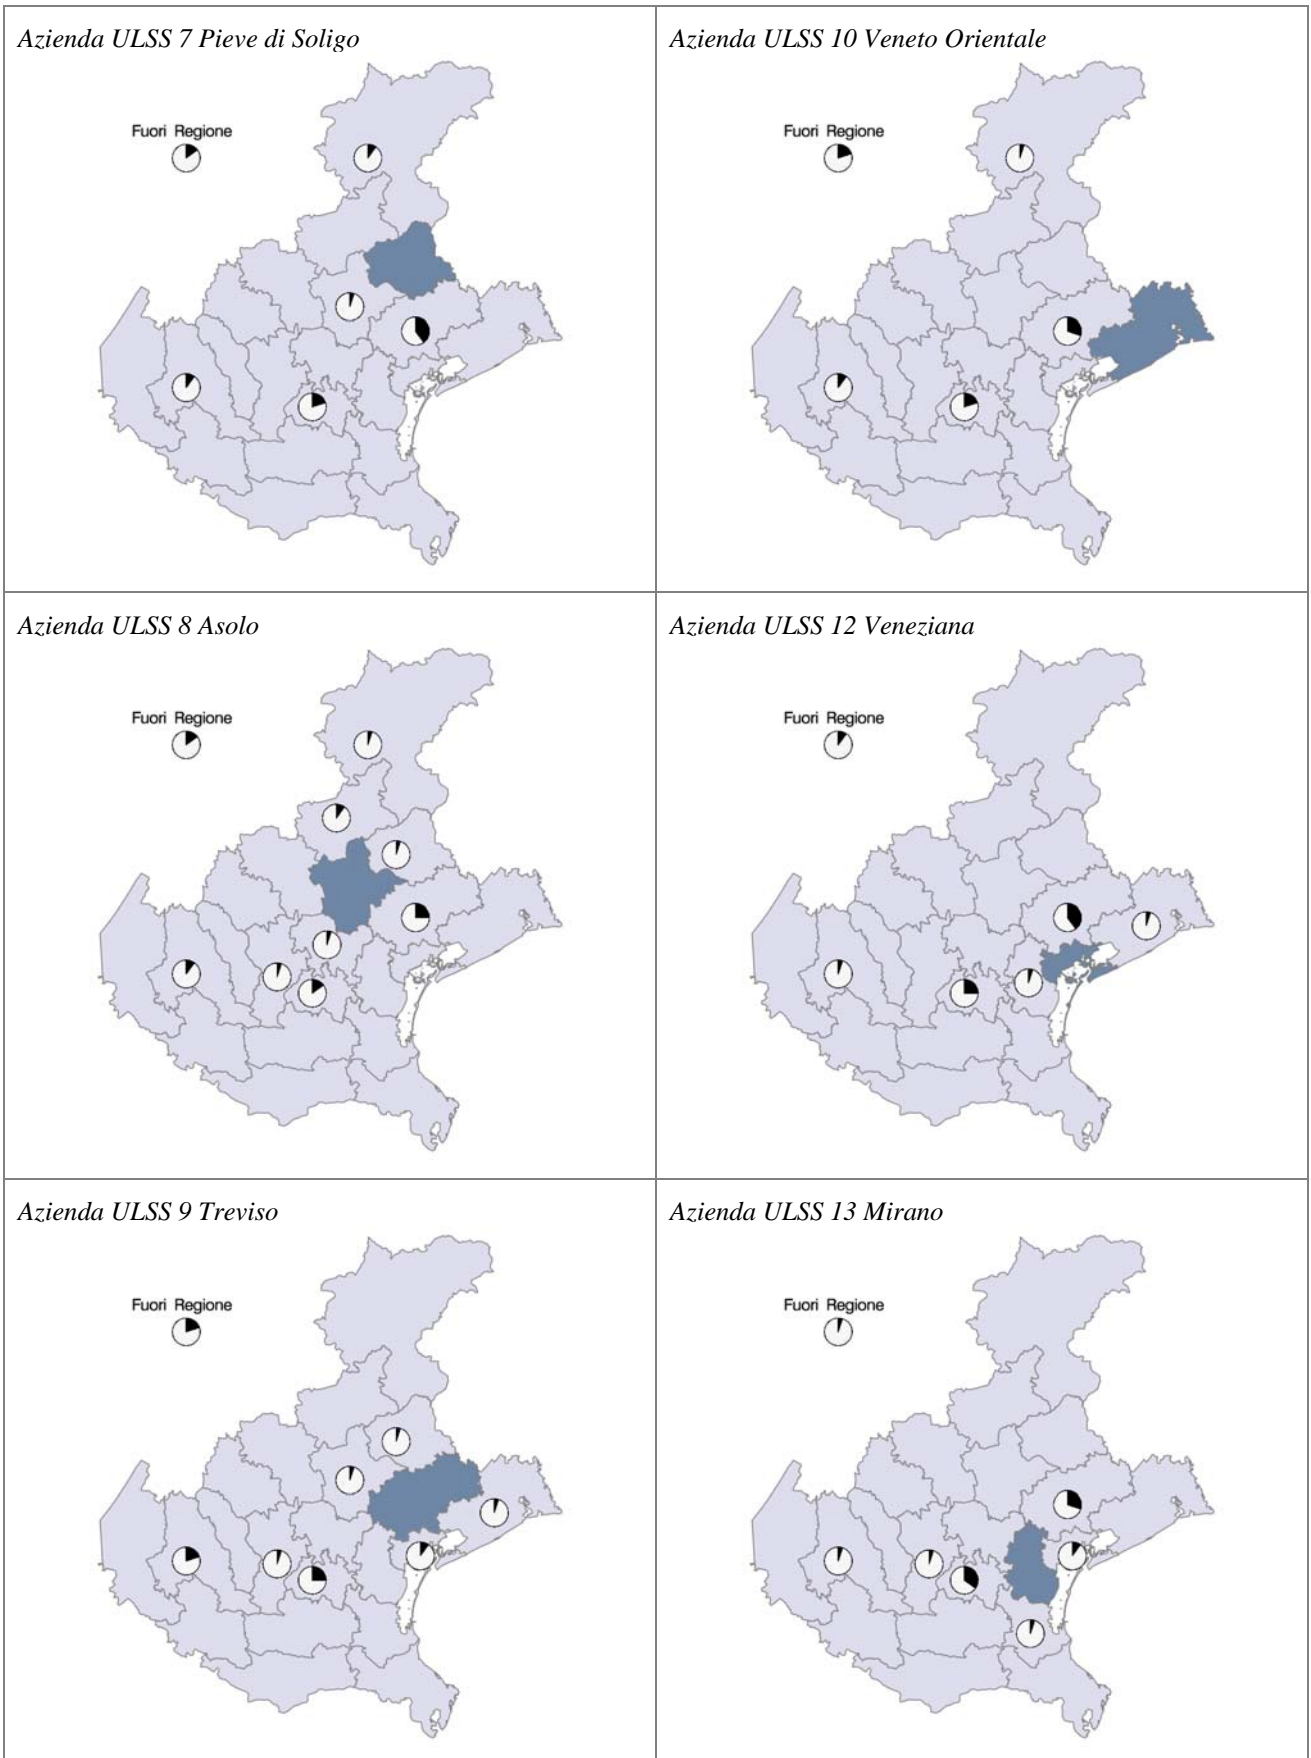 Azienda ULSS 7 Pieve di Soligo
Fuori Regione
Azienda ULSS 10 Veneto Orientale
Fuori Regione
Azienda ULSS 8 Asolo
Fuori Regione
Azienda ULSS 12 Veneziana
Fuori Regione
Azienda ULSS 9 Treviso
Fuori Regione
Azienda ULSS 13 Mirano
Fuori Regione